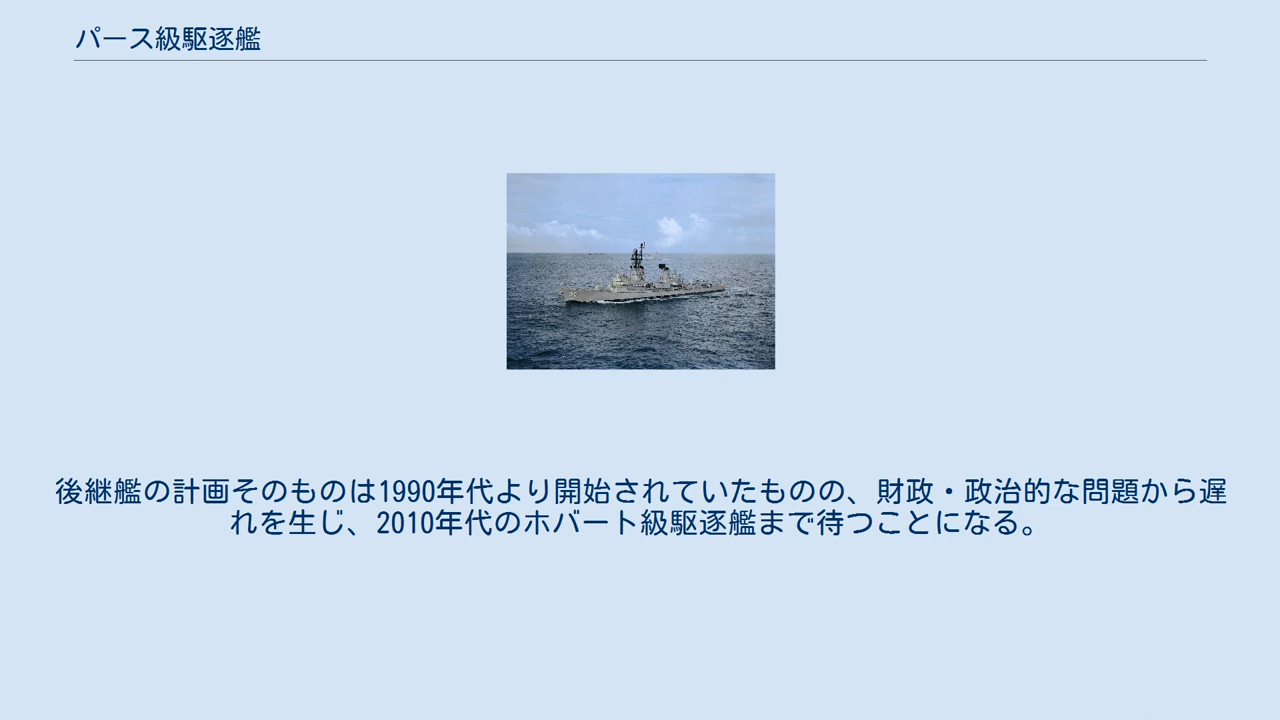 パース級駆逐艦
後継艦の計画そのものは1990年代より開始されていたものの、財政・政治的な問題から遅
れを生じ、2010年代のホバート級駆逐艦まで待つことになる。